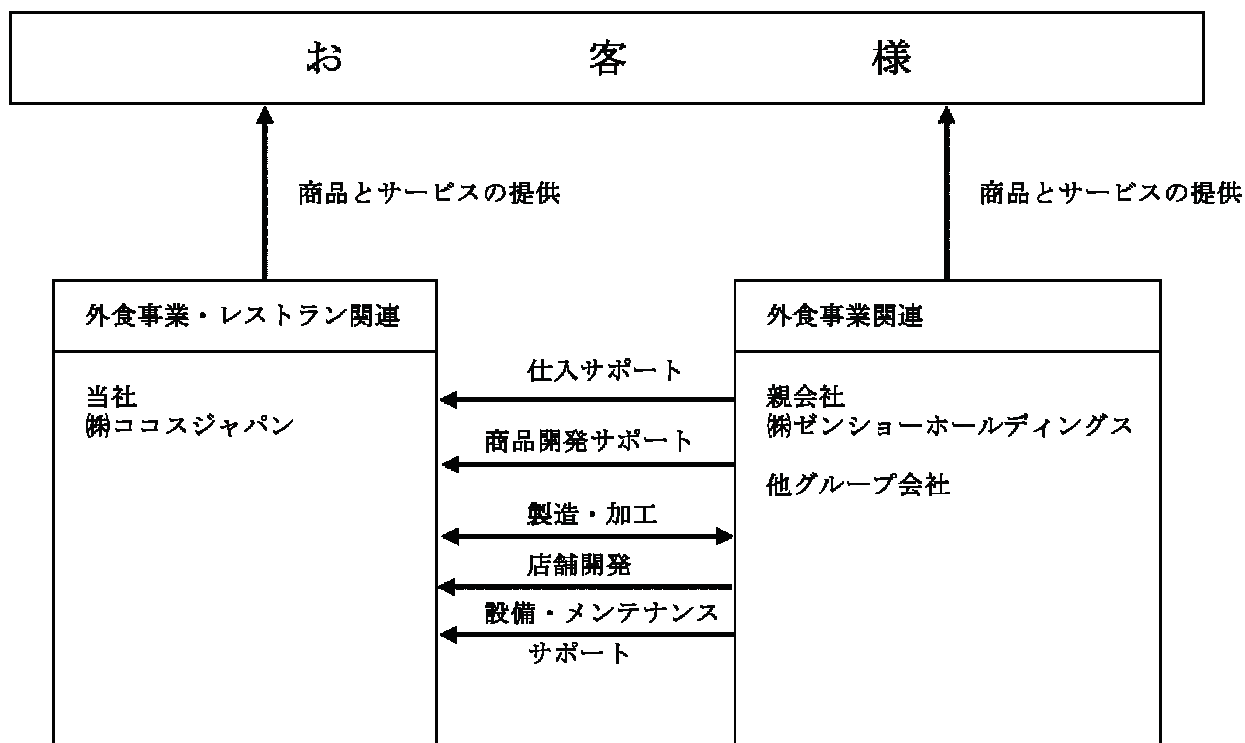 お客様
商品とサービスの提供
商品とサービスの提供
外食事業・レストラン関連
当社
㈱ココスジャパン
仕入サポート
商品開発サポート
製造・加工
店舗開発
設備・メンテナンス
サポート
外食事業関連
親会社
㈱ゼンショーホールディングス
他グループ会社